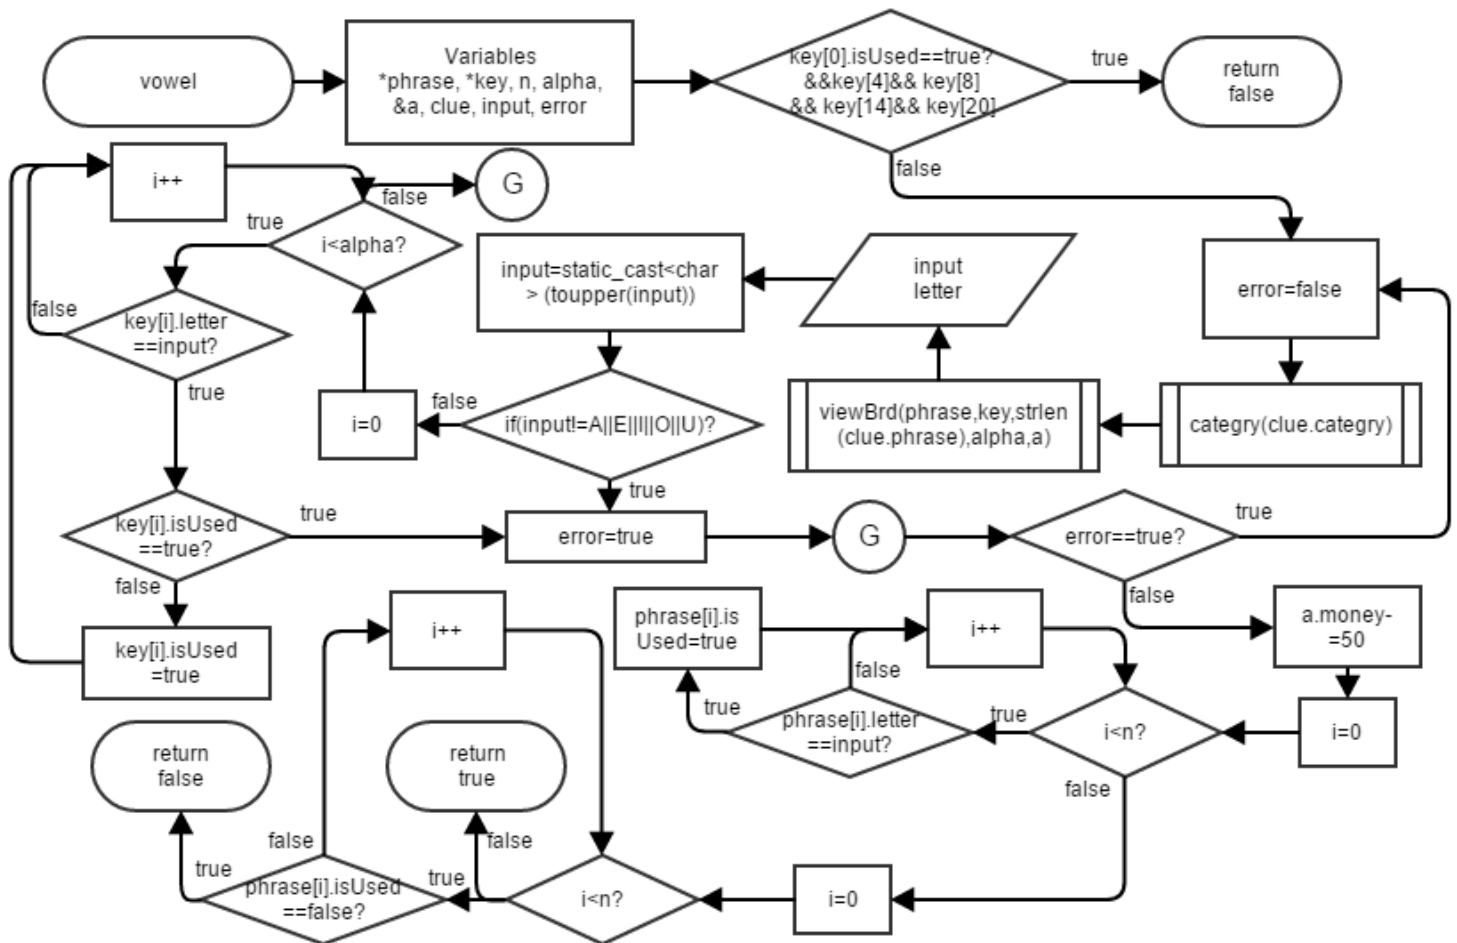 vowel
Variables
*phrase, *key, n, alpha,
&a, clue, input, error
key[0].isUsed==true?
&&key[4]&& key[8]
&& key[14]&& key[20]
true
return
false
false
i++
false
G
true
i<alpha?
input=static_cast<char
> (toupper(input))
input
letter
error=false
false
key[i].letter
==input?
true
i=0
false
if(input!=A||E||I||O||U)?
viewBrd(phrase,key,strlen
(clue.phrase),alpha,a)
categry(clue.categry)
true
key[i].isUsed
==true?
true
error=true
G
error==true?
true
false
false
key[i].isUsed
=true
i++
phrase[i].is
Used=true
i++
a.money-
=50
false
true
phrase[i].letter
==input?
true
i<n?
i=0
return
false
return
true
false
false
false
true
phrase[i].isUsed
==false?
true
i<n?
i=0